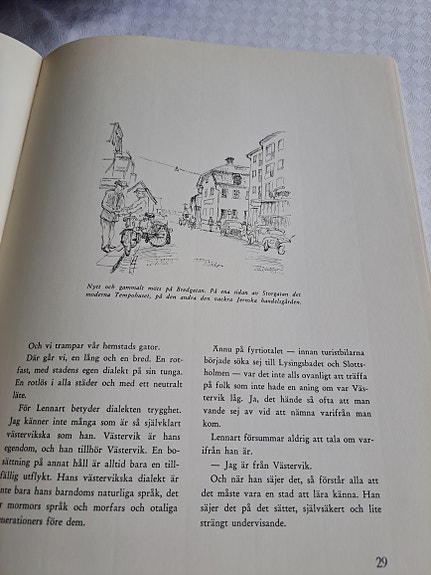 Nytt och gammalt möts på Bredgatan. På ena sidan av Storgatan det
moderna Tempohuset, på den andra den vackra Jernska handelsgården.
Och vi trampar vår hemstads gator.
Där går vi, en lång och en bred. En rot-
fast, med stadens egen dialekt på sin tunga.
En rotlös i alla städer och med ett neutralt
läte.
För Lennart betyder dialekten trygghet.
Jag känner inte många som är så självklart
västervikska som han. Västervik är hans
egendom, och han tillhör Västervik. En bo-
sättning på annat håll är alltid bara en till-
fällig utflykt. Hans västervikska dialekt är
nte bara hans barndoms naturliga språk, det
r mormors språk och morfars och otaliga
enerationers före dem.
Ännu på fyrtiotalet — innan turistbilarna
började söka sej till Lysingsbadet och Slotts-
holmen — var det inte alls ovanligt att träffa
på folk som inte hade en aning om var Väs-
tervik låg. Ja, det hände så ofta att man
vande sej av vid att nämna varifrån man
kom.
Lennart försummar aldrig att tala om var-
ifrån han är.
— Jag är från Västervik.
Och när han säjer det, så förstår alla att
det måste vara en stad att lära känna. Han
säjer det på det sättet, självsäkert och lite
strängt undervisande.
29